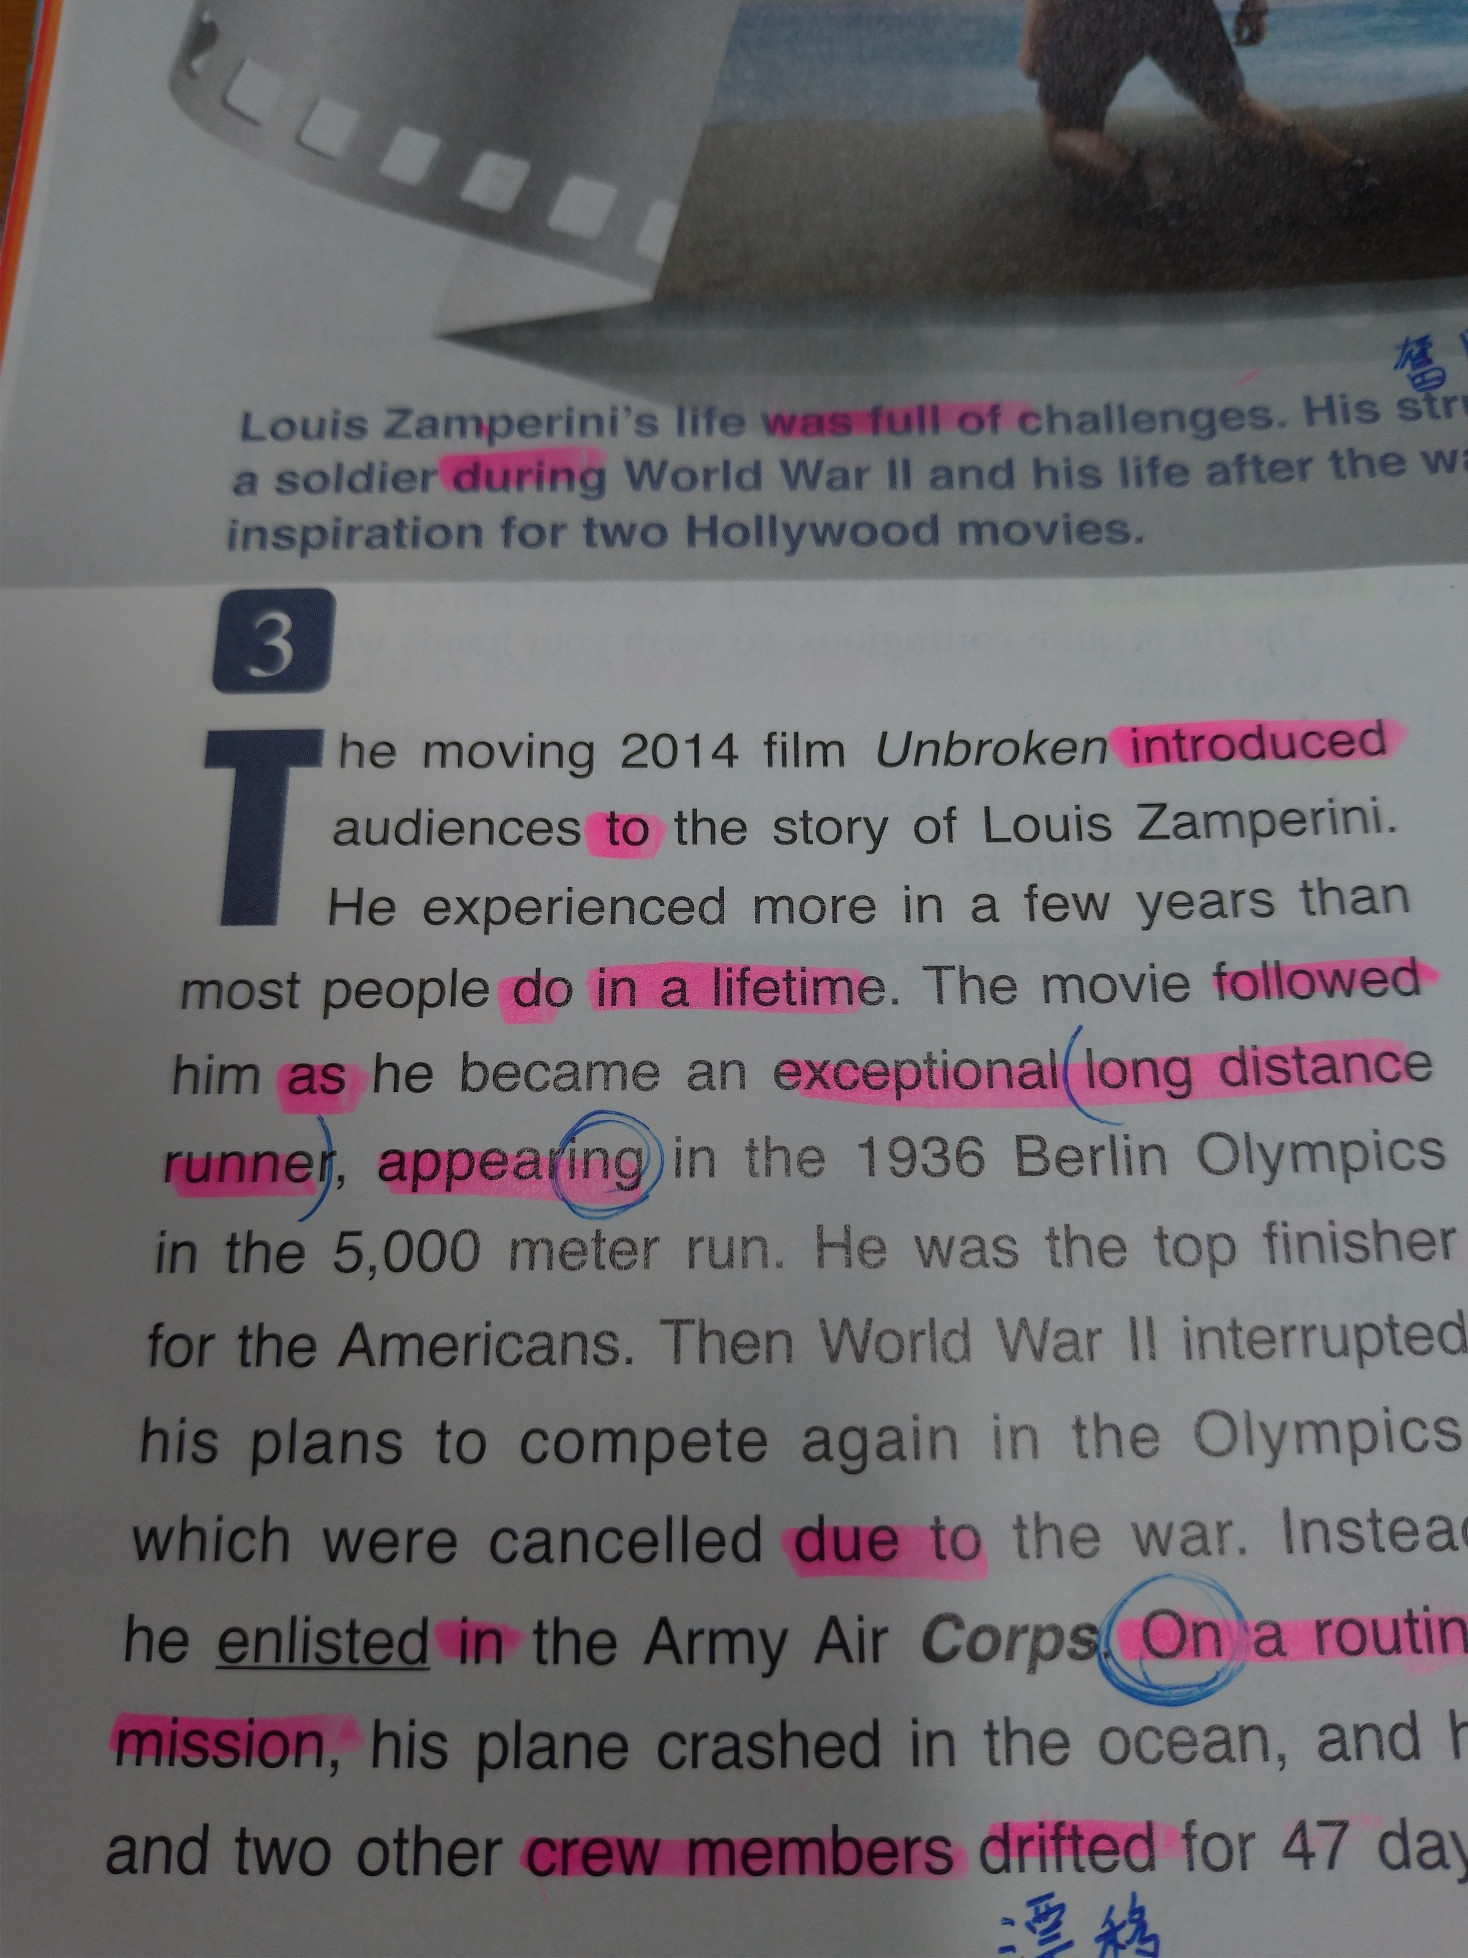 Louis Zamperini's life was full of challenges. His
a soldier during World War II and his life after the
inspiration for two Hollywood movies.
3
The moving 2014 film Unbroken introduced
audiences to the story of Louis Zamperini.
He experienced more in a few years than
most people do in a lifetime. The movie followed
him as he became an exceptional (long distance
runner), appearing in the 1936 Berlin Olympics
in the 5,000 meter run. He was the top finisher
for the Americans. Then World War II interrupted
his plans to compete again in the Olympics
which were cancelled due to the war.
he enlisted in the Army Air Corps. On a
mission, his plane crashed in the ocean, and
and two other crew members drifted for 47
漂移